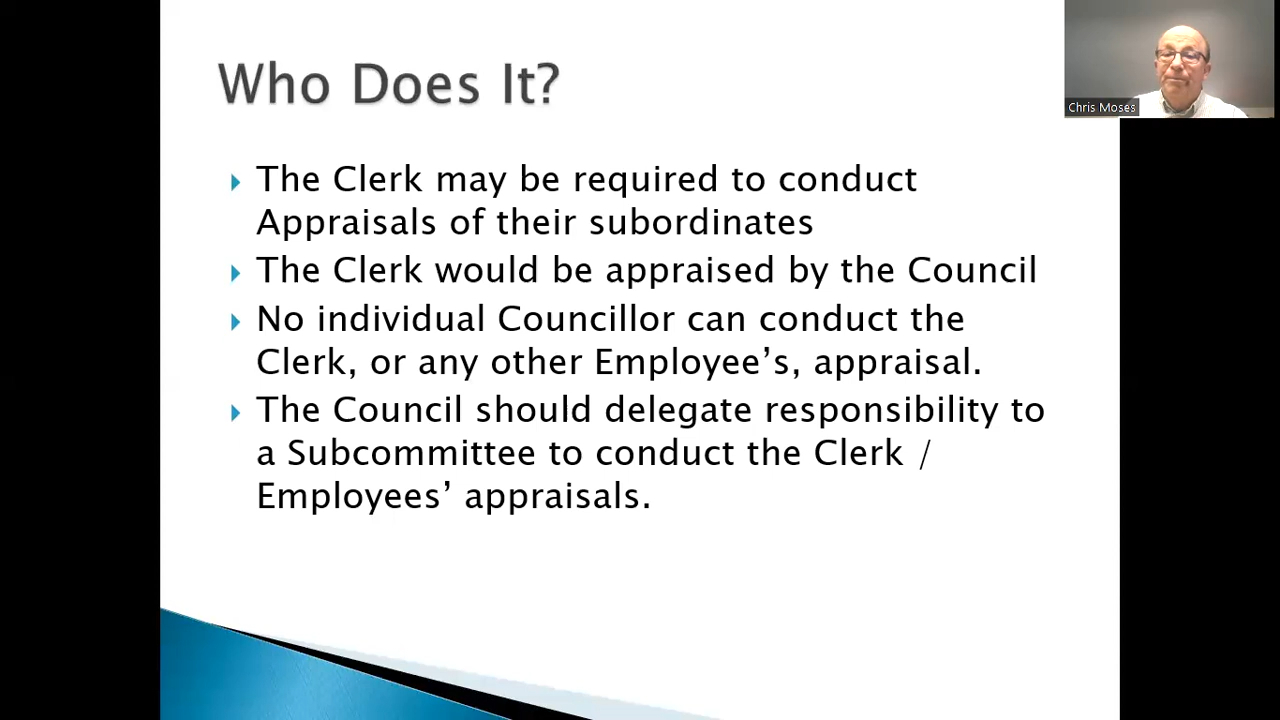 Who Does It?
Chris Moses
The Clerk may be required to conduct
Appraisals of their subordinates
The Clerk would be appraised by the Council
No individual Councillor can conduct the
Clerk, or any other Employee’s, appraisal.
The Council should delegate responsibility to
a Subcommittee to conduct the Clerk /
Employees’ appraisals.